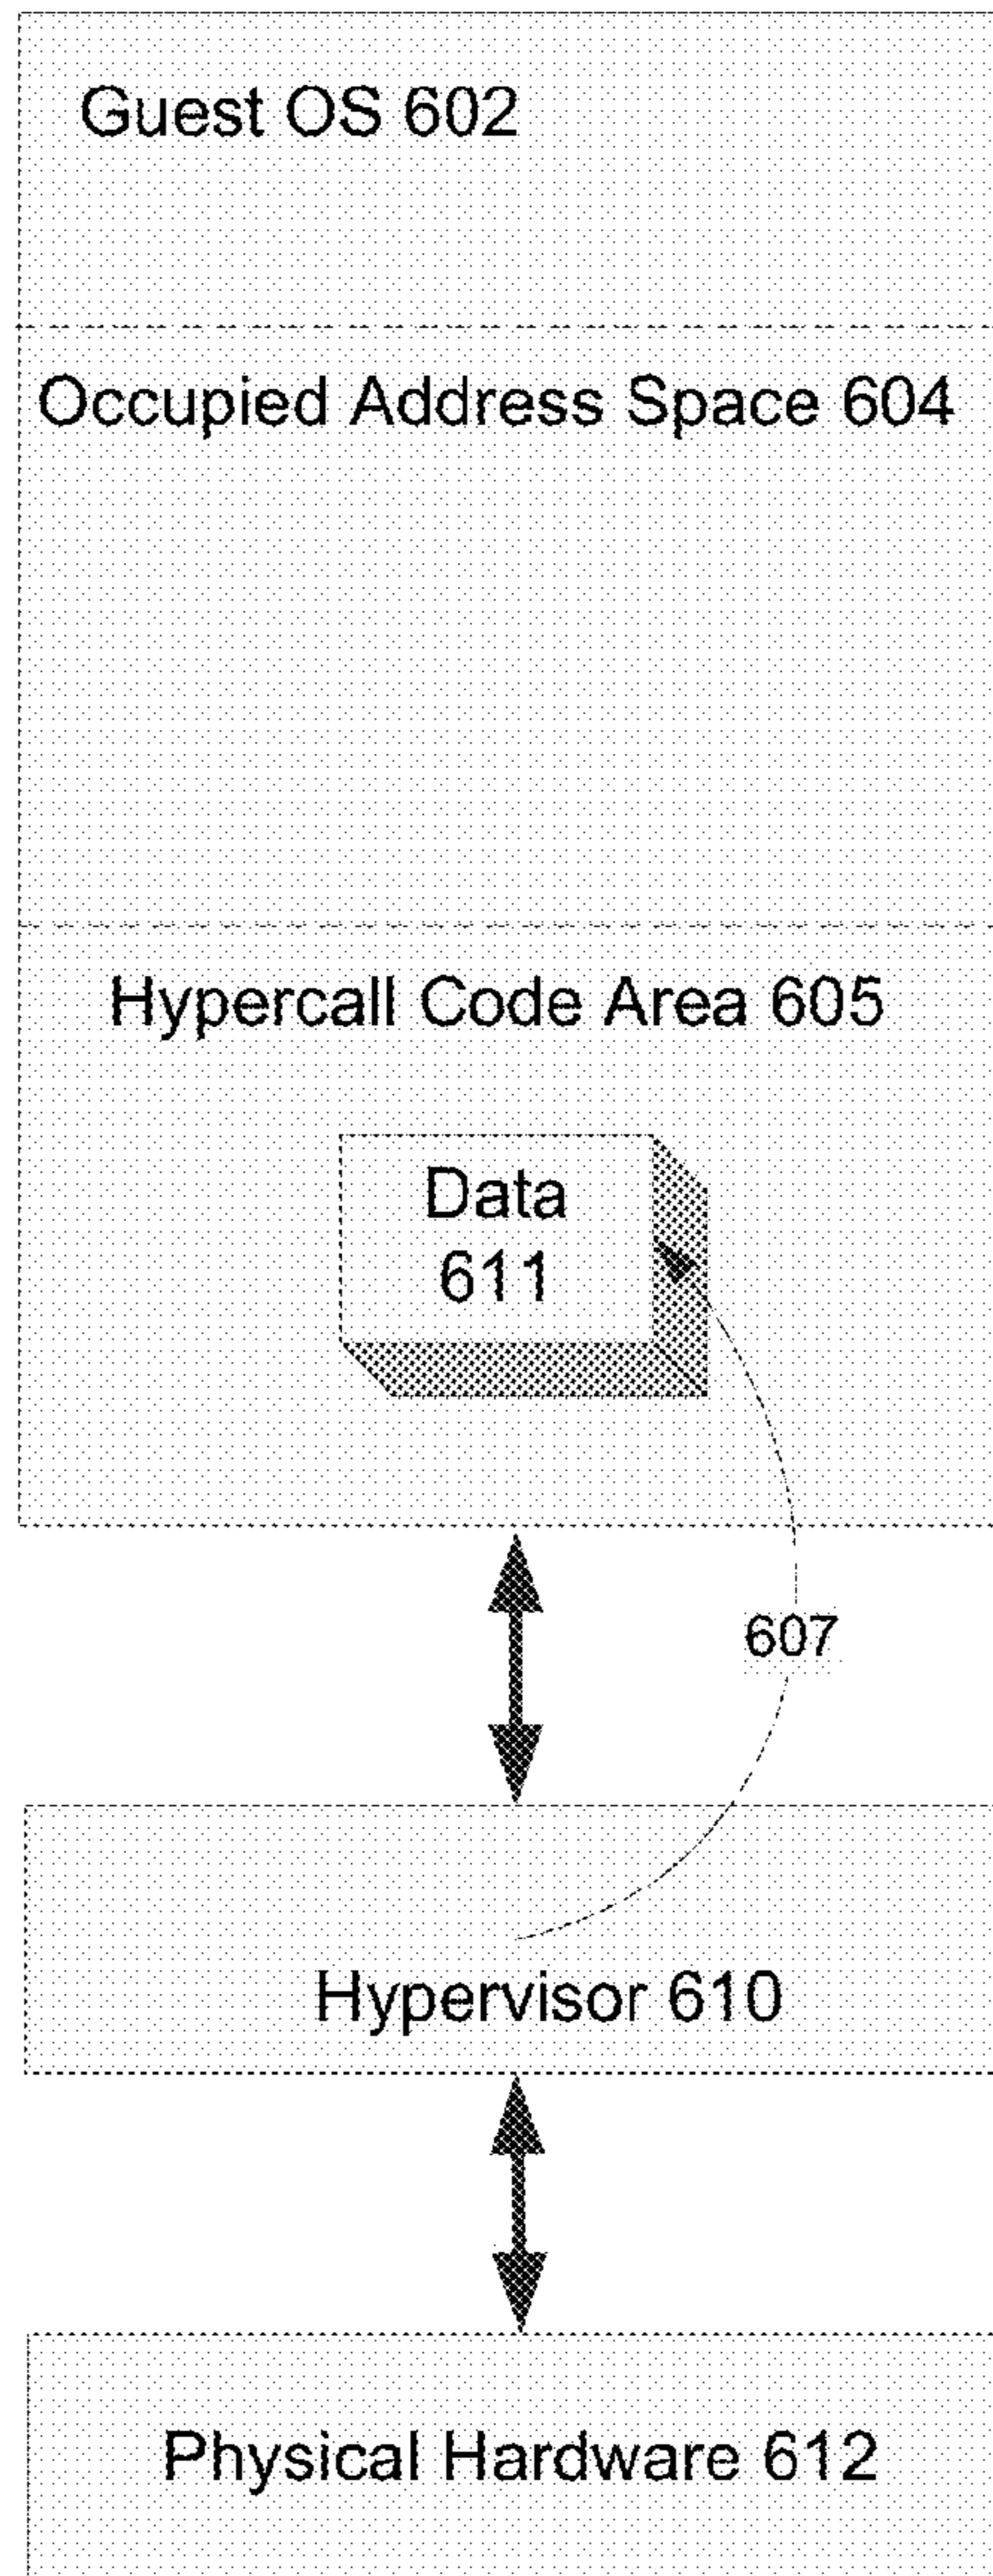 Guest OS 602
Occupied Address Space 604
Hypercall Code Area 605
Data
611
607
Hypervisor 610
Physical Hardware 612